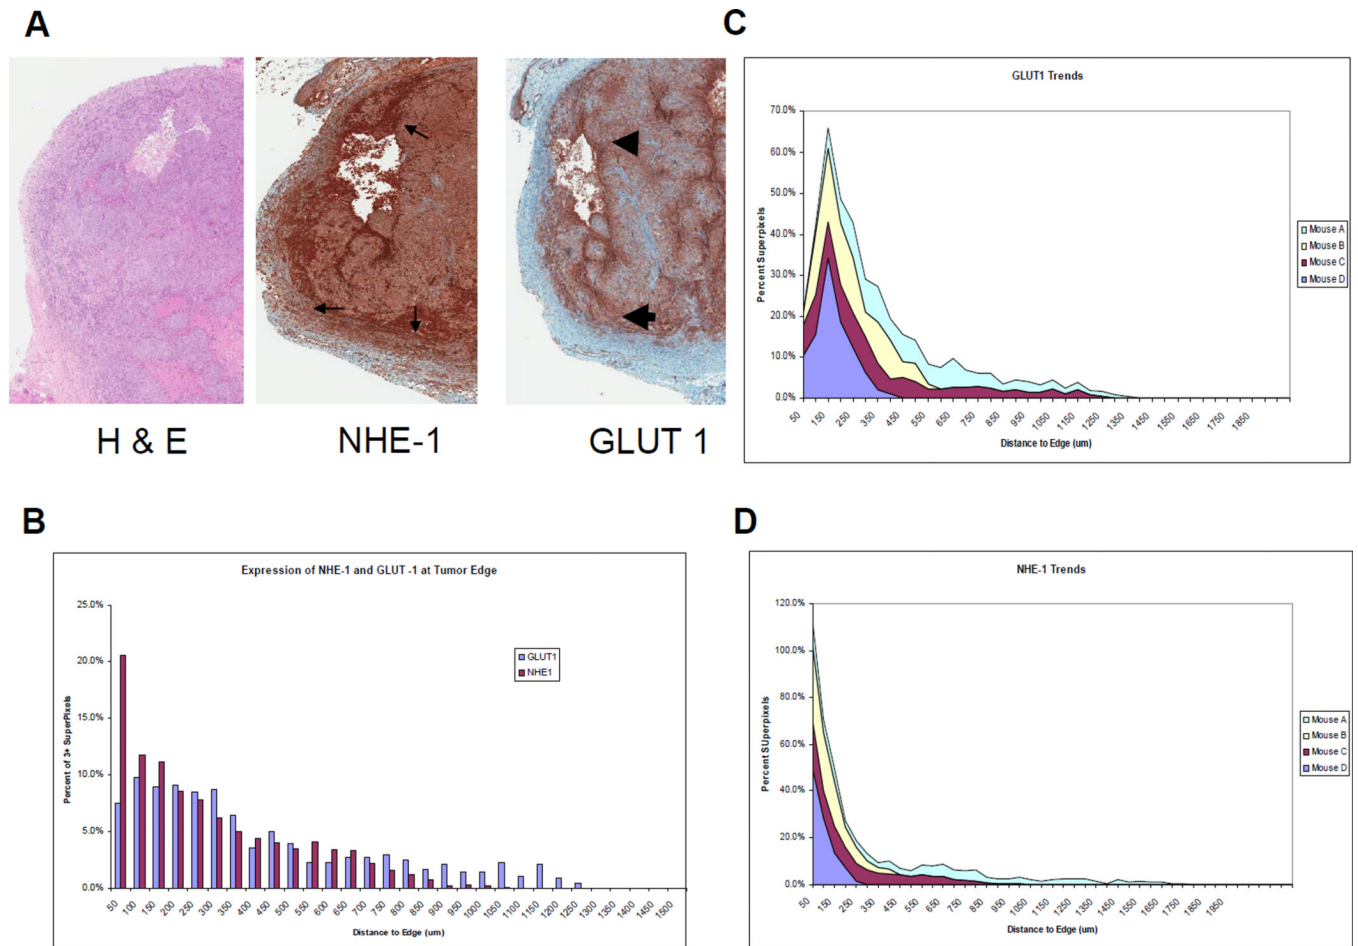 A
H & E
NHE-1
GLUT 1
B
Expression of NHE-1 and GLUT -1 at Tumor Edge
Percent of 3+ SuperPixels
25.0%
20.0%
15.0%
10.0%
5.0%
0.0%
GLUT1
NHE1
50 100 150 200 250 300 350 400 450 500 550 600 650 700 750 800 850 900 950 1000 1050 1100 1150 1200 1250 1300 1350 1400 1450 1500
Distance to Edge (um)
C
GLUT1 Trends
Percent Superpixels
70.0%
60.0%
50.0%
40.0%
30.0%
20.0%
10.0%
0.0%
Mouse A
Mouse B
Mouse C
Mouse D
50 150 250 350 450 550 650 750 850 950 1050 1150 1250 1350 1450 1550 1650 1750 1850
Distance to Edge (um)
D
NHE-1 Trends
Percent SUperpixels
120.0%
100.0%
80.0%
60.0%
40.0%
20.0%
0.0%
Mouse A
Mouse B
Mouse C
Mouse D
50 150 250 350 450 550 650 750 850 950 1050 1150 1250 1350 1450 1550 1650 1750 1850 1950
Distance to Edge (um)